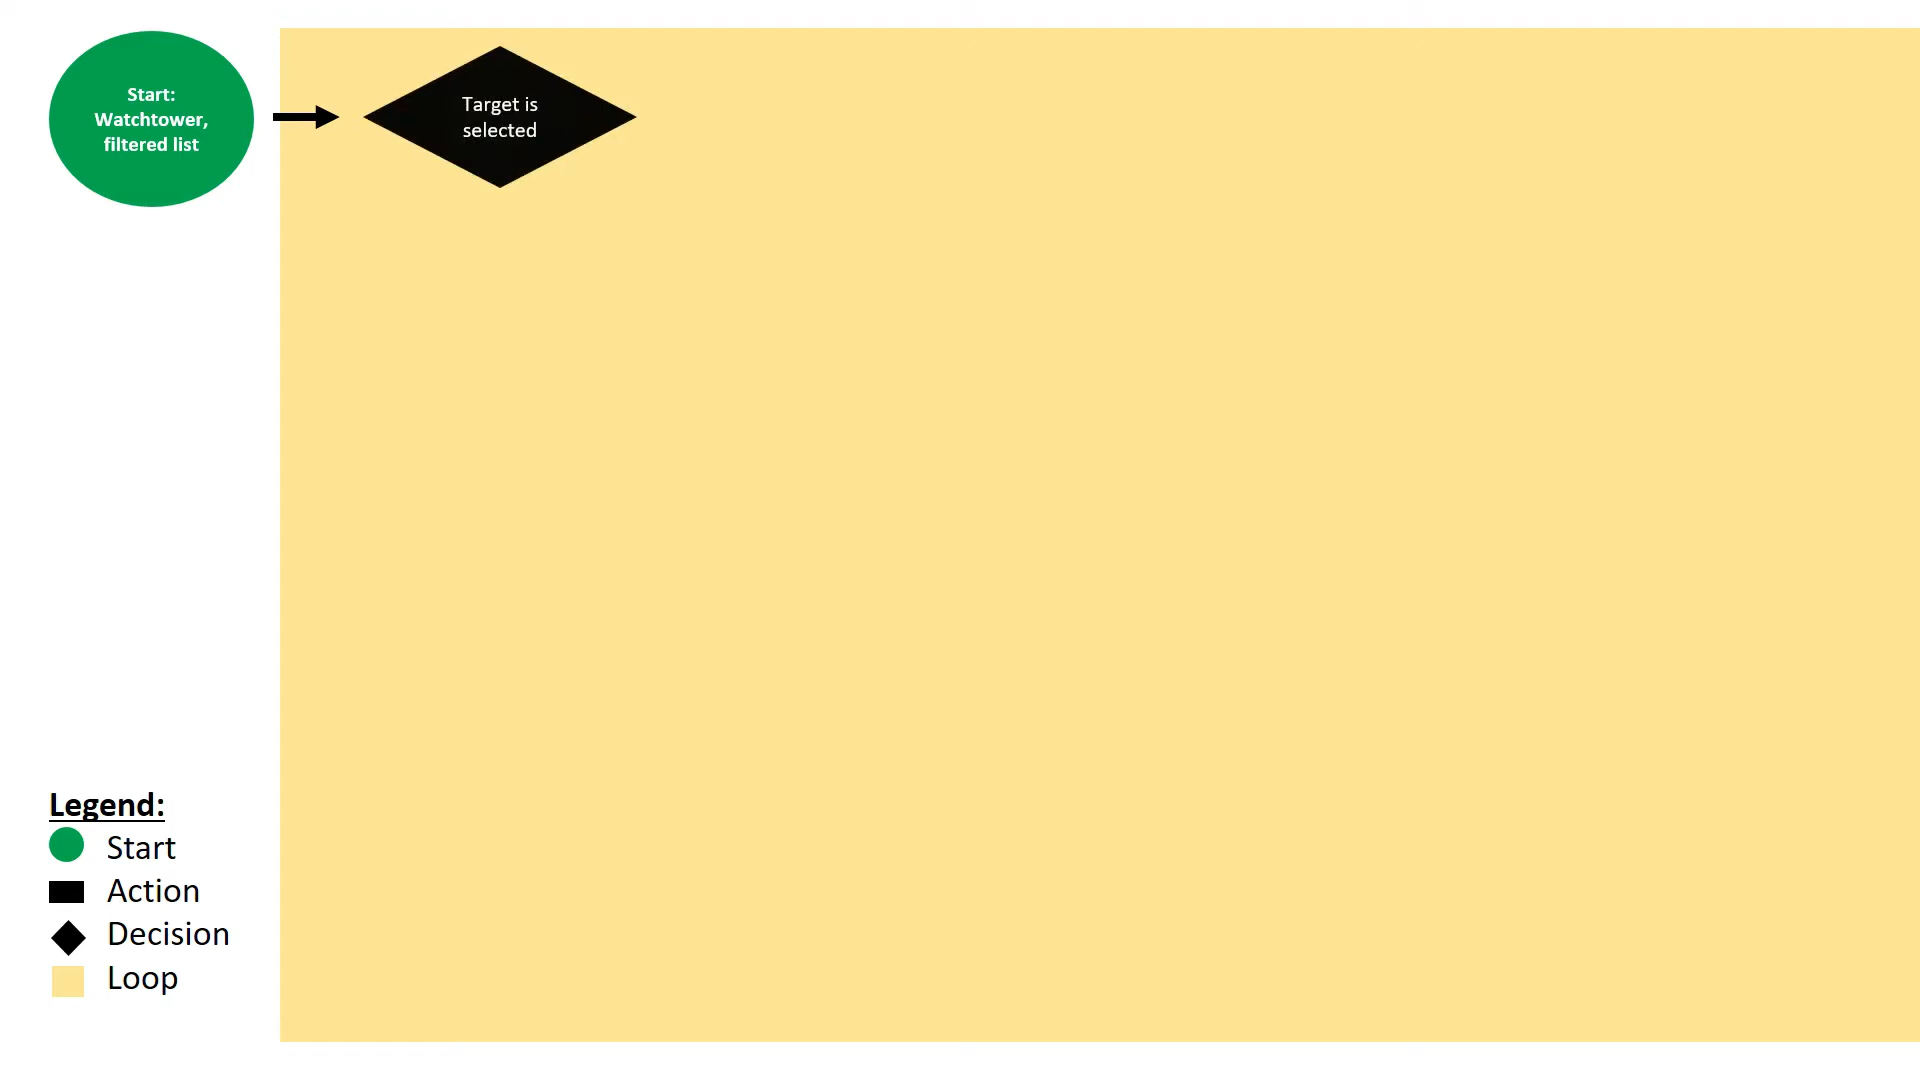 Start:
Watchtower,
filtered list
Target is
selected
Legend:
Start
Action
Decision
Loop